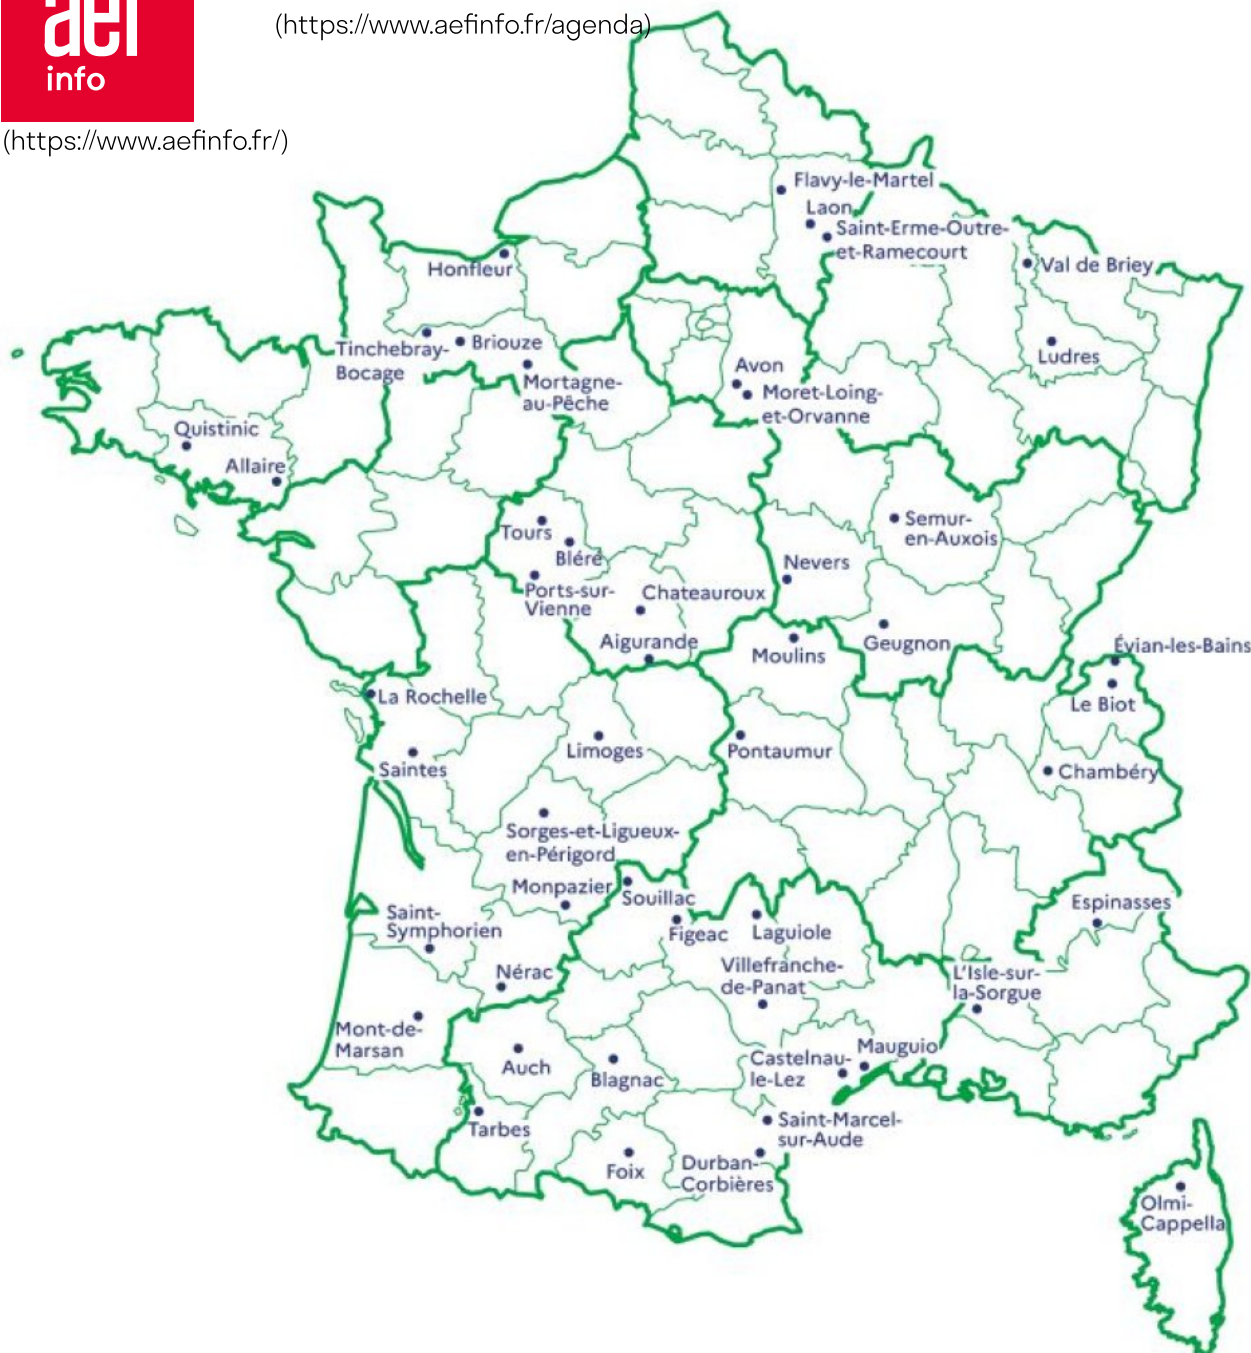 aef
info
(https://www.aefinfo.fr/agenda)
(https://www.aefinfo.fr/)
Flavy-le-Martel
Laon
Saint-Erme-Outre-
et-Ramecourt
Honfleur
Val de Briey
Tinchebray-
Bocage
Briouze
Mortagne-
au-Pêche
Ludres
Avon
Moret-Loing-
et-Orvanne
Quistinic
Allaire
Tours
Bléré
Ports-sur-
Vienne
Semur-
en-Auxois
Nevers
Chateauroux
Aigurande
Moulins
Geugnon
Évian-les-Bains
Le Biot
La Rochelle
Saintes
Limoges
Pontaumur
Chambéry
Sorges-et-Ligueux-
en-Périgord
Monpazier
Souillac
Saint-
Symphorien
Figeac
Laguiole
Espinasses
Nérac
Villefranche-
de-Panat
L'Isle-sur-
la-Sorgue
Mont-de-
Marsan
Auch
Blagnac
Castelnau-
le-Lez
Mauguio
Tarbes
Saint-Marcel-
sur-Aude
Foix
Durban-
Corbières
Olmi-
Cappella